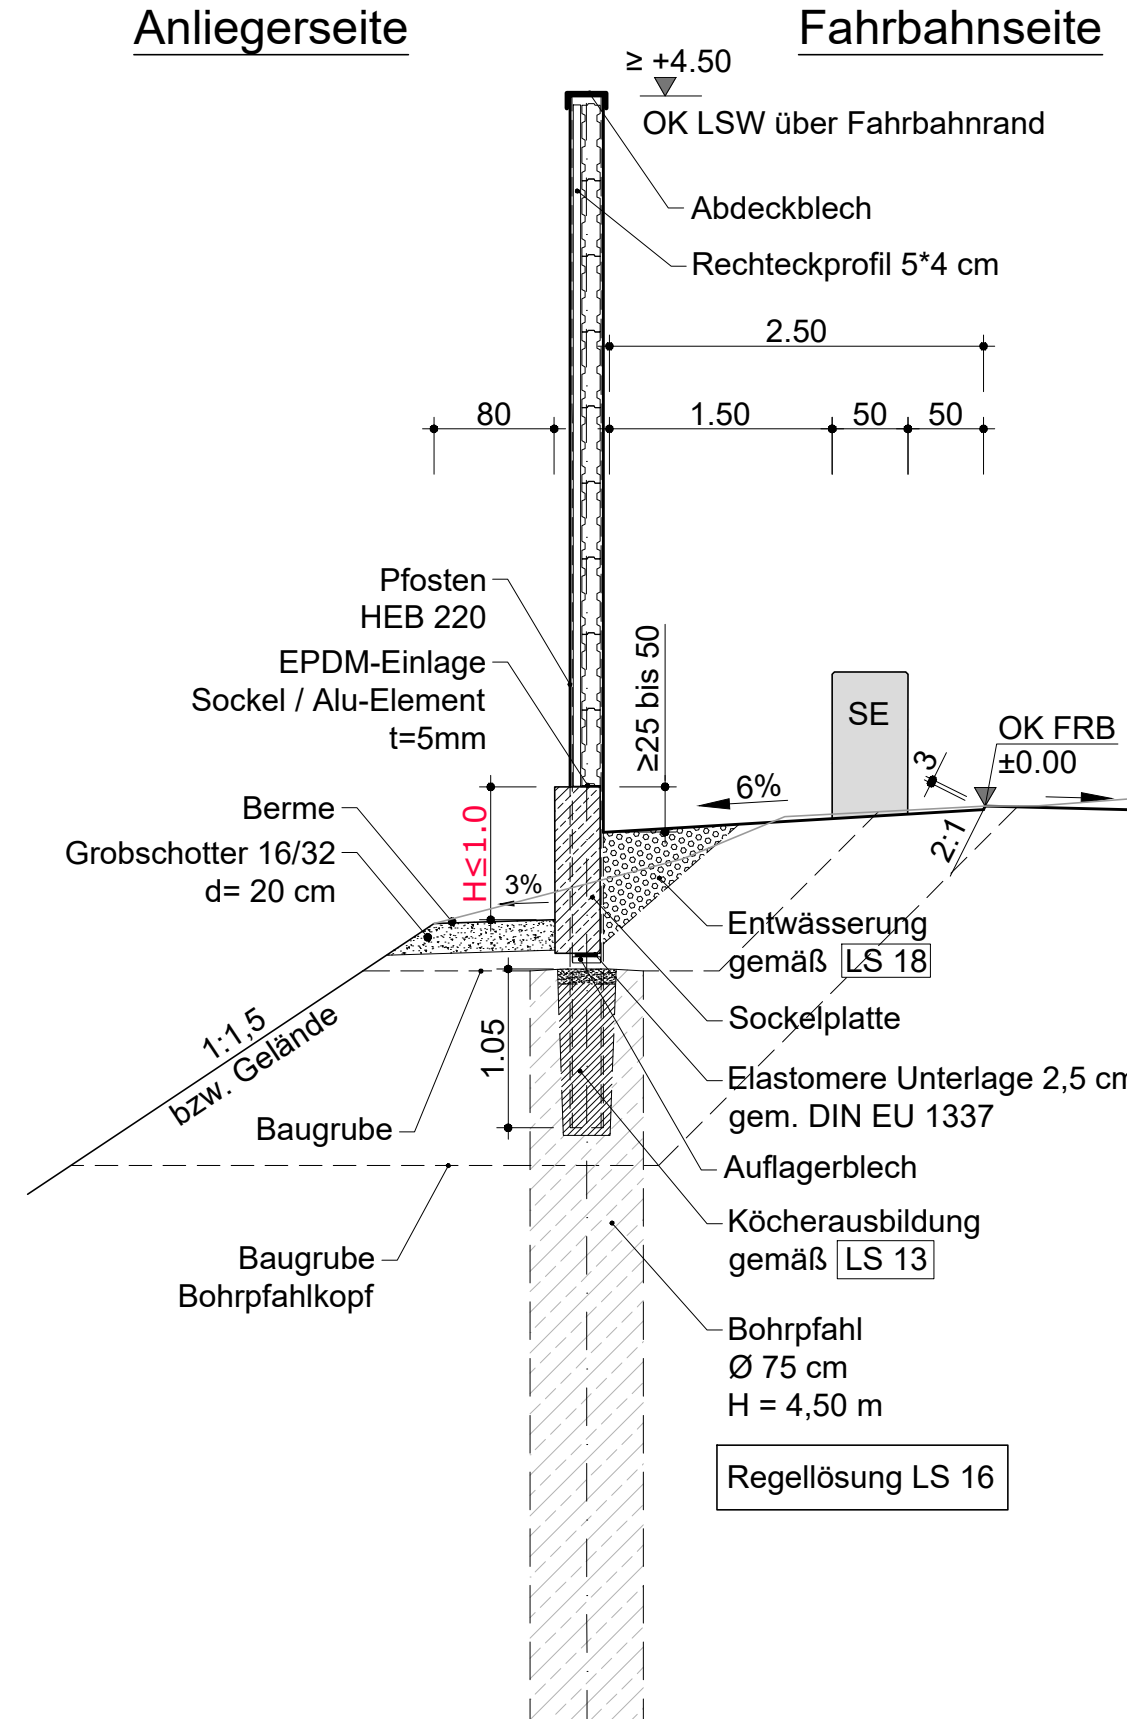 Anliegerseite
Fahrbahnseite
≥ +4.50
OK LSW über Fahrbahnrand
Abdeckblech
Rechteckprofil 5*4 cm
2.50
80
1.50
50
50
Pfosten
HEB 220
EPDM-Einlage
Sockel / Alu-Element
t=5mm
≥25 bis 50
SE
OK FRB
±0.00
3
6%
2:1
Berme
Grobschotter 16/32
d= 20 cm
H≤1.0
3%
Entwässerung
gemäß LS 18
Sockelplatte
1:1,5
bzw. Gelände
1.05
Elastomere Unterlage 2,5 cm
gem. DIN EU 1337
Baugrube
Auflagerblech
Köcherausbildung
gemäß LS 13
Baugrube
Bohrpfahlkopf
Bohrpfahl
Ø 75 cm
H = 4,50 m
Regellösung LS 16